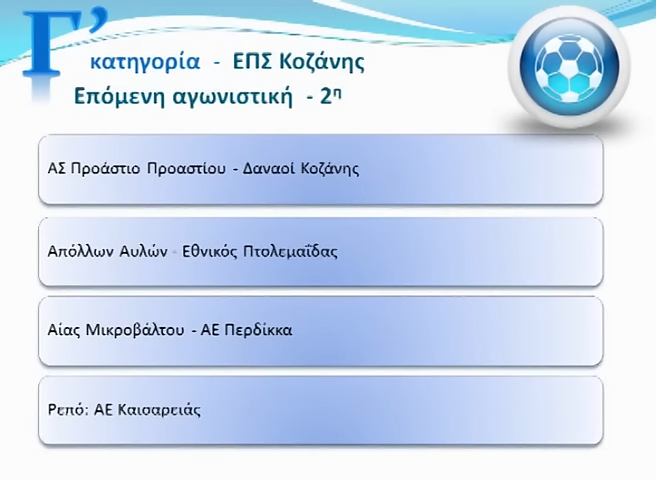 Γ’ κατηγορία - ΕΠΣ Κοζάνης
Επόμενη αγωνιστική - 2η
ΑΣ Προάστιο Προαστίου - Δαναοί Κοζάνης
Απόλλων Αυλών - Εθνικός Πτολεμαΐδας
Αίας Μικροβάλτου - ΑΕ Περδίκκα
Ρεπό: ΑΕ Καισαρειάς